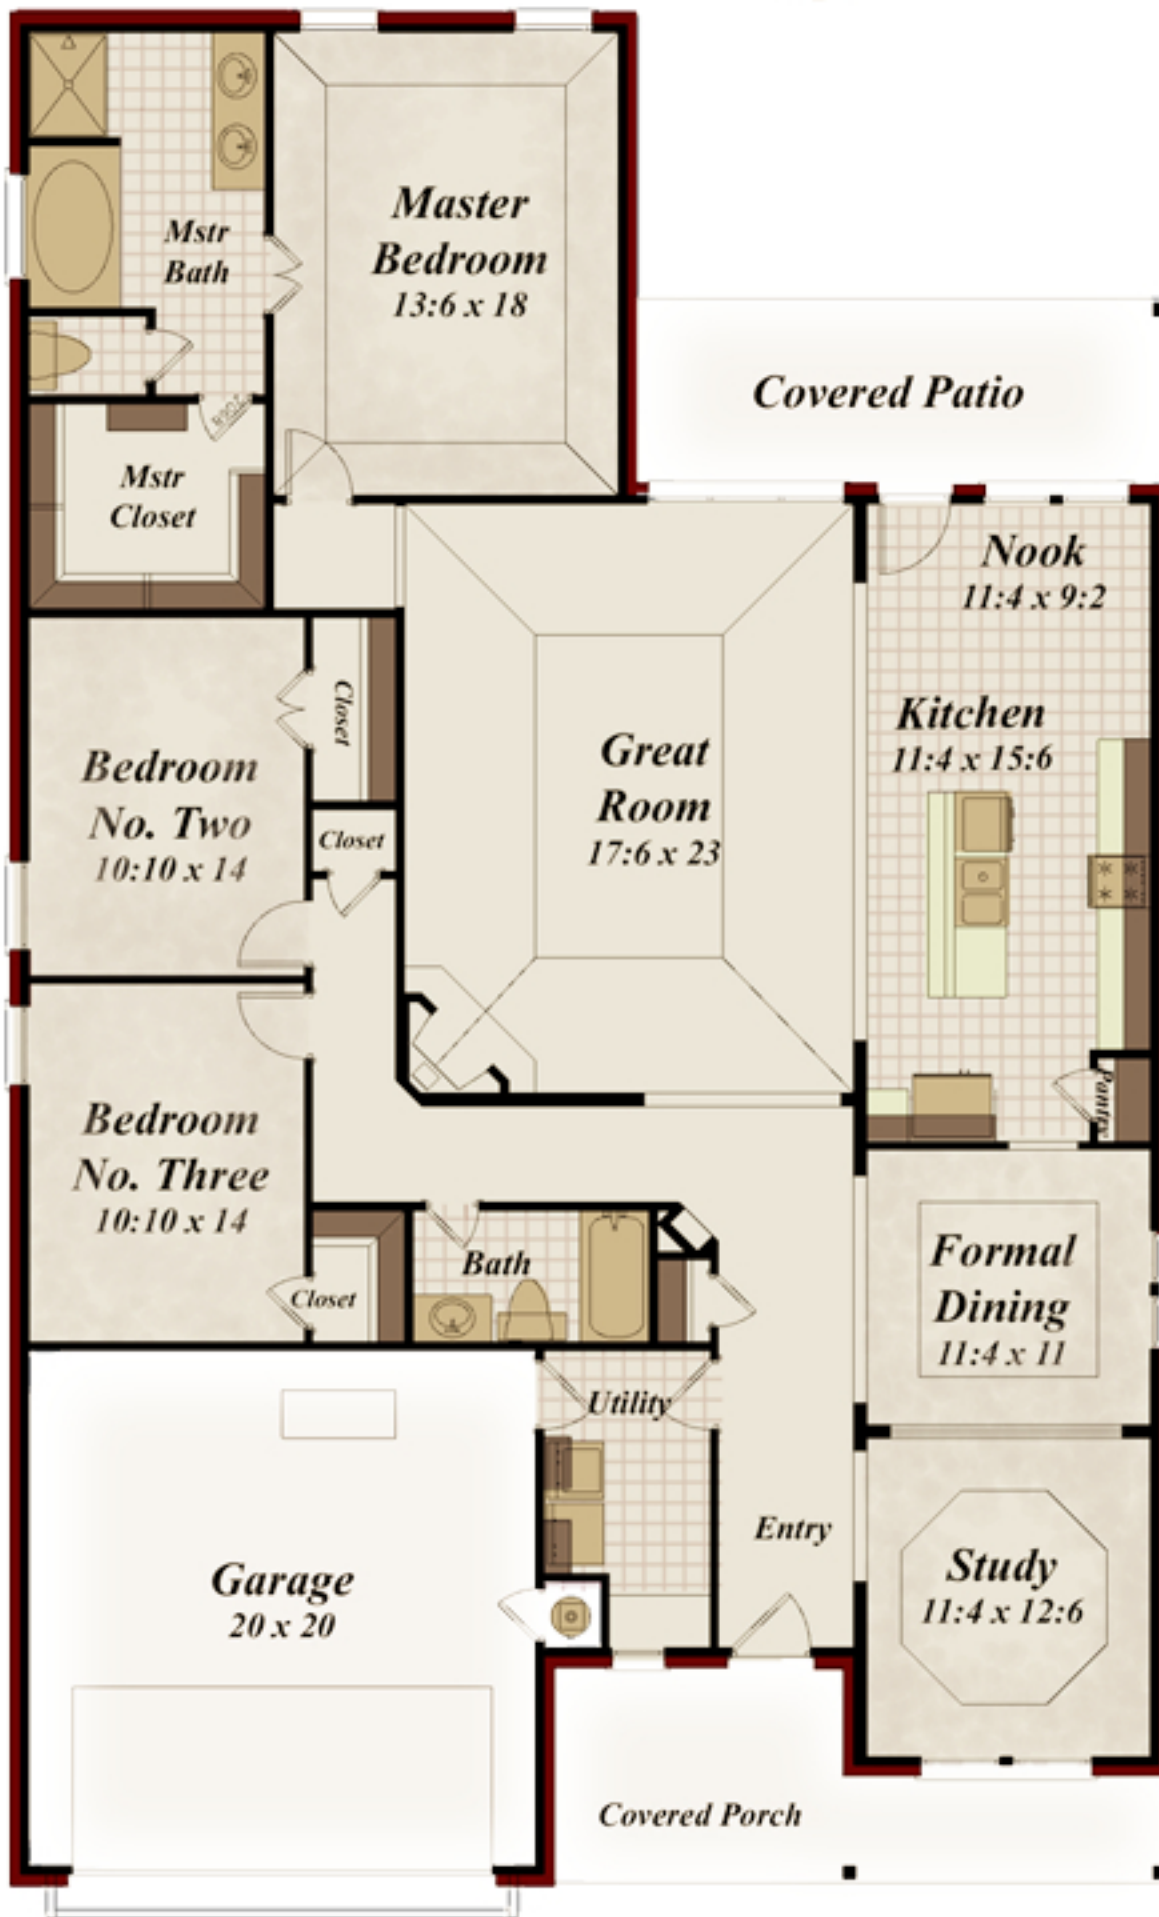 Master
Bedroom
13:6 x 18
Mstr
Bath
Covered Patio
Mstr
Closet
Nook
11:4 x 9:2
Closet
Kitchen
11:4 x 15:6
Bedroom
No. Two
10:10 x 14
Great
Room
17:6 x 23
Closet
Pantry
Bedroom
No. Three
10:10 x 14
Bath
Closet
Formal
Dining
11:4 x 11
Utility
Entry
Garage
20 x 20
Study
11:4 x 12:6
Covered Porch